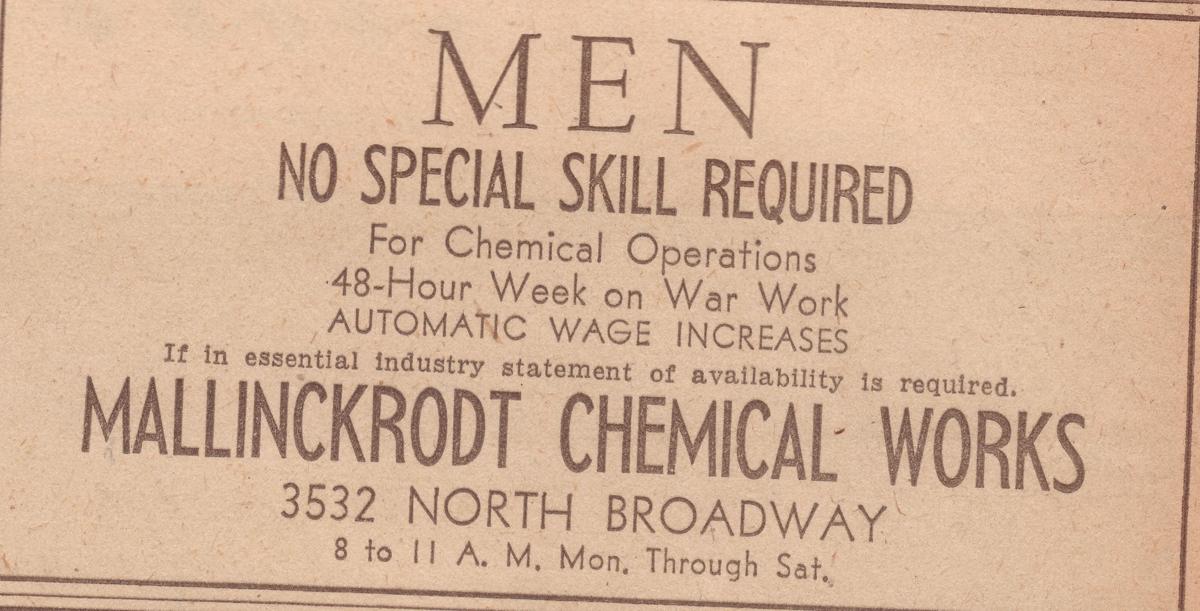 MEN
NO SPECIAL SKILL REQUIRED
For Chemical Operations
48-Hour Week on War Work
AUTOMATIC WAGE INCREASES
If in essential industry statement of availability is required.
MALLINCKRODT CHEMICAL WORKS
3532 NORTH BROADWAY
8 to 11 A. M. Mon. Through Sat.